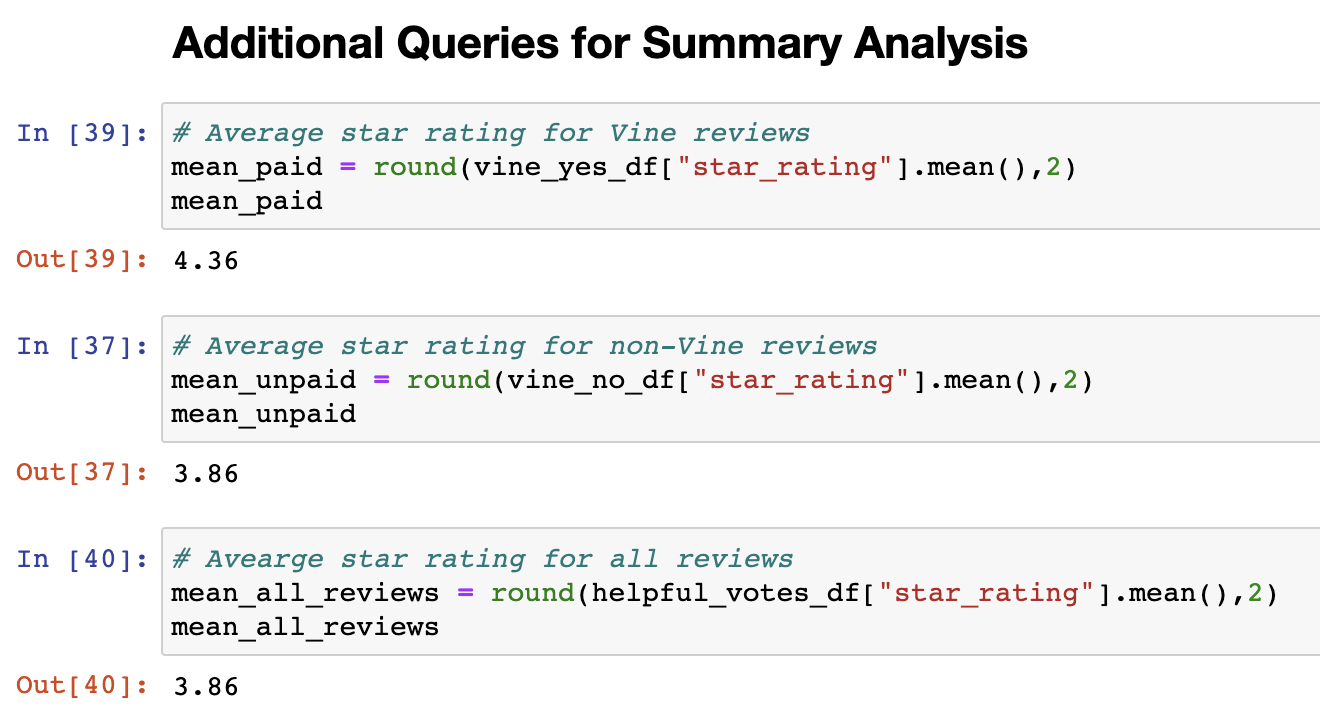 Additional Queries for Summary Analysis
In [39]: # Average star rating for Vine reviews
mean_paid = round(vine_yes_df["star_rating"].mean(),2)
mean_paid
Out[39]: 4.36
In [37]: # Average star rating for non-Vine reviews
mean_unpaid = round(vine_no_df["star_rating"].mean(),2)
mean_unpaid
Out[37]: 3.86
In [40]: # Avearge star rating for all reviews
mean_all_reviews = round(helpful_votes_df["star_rating"].mean(),2)
mean_all_reviews
Out[40]: 3.86